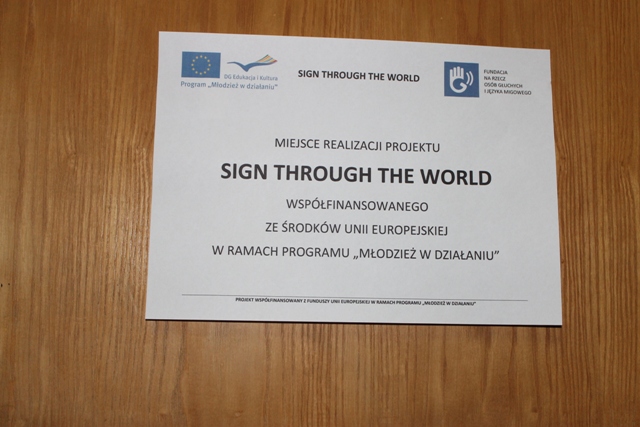 DG Edukacja i Kultura
Program „Młodzież w działaniu"
SIGN THROUGH THE WORLD
FUNDACJA
NA RZECZ
OSÓB GŁUCHYCH
I JĘZYKA MIGOWEGO
MIEJSCE REALIZACJI PROJEKTU
SIGN THROUGH THE WORLD
WSPÓŁFINANSOWANEGO
ZE ŚRODKÓW UNII EUROPEJSKIEJ
W RAMACH PROGRAMU „MŁODZIEŻ W DZIAŁANIU”
PROJEKT WSPÓŁFINANSOWANY Z FUNDUSZY UNII EUROPEJSKIEJ W RAMACH PROGRAMU „MŁODZIEŻ W DZIAŁANIU”